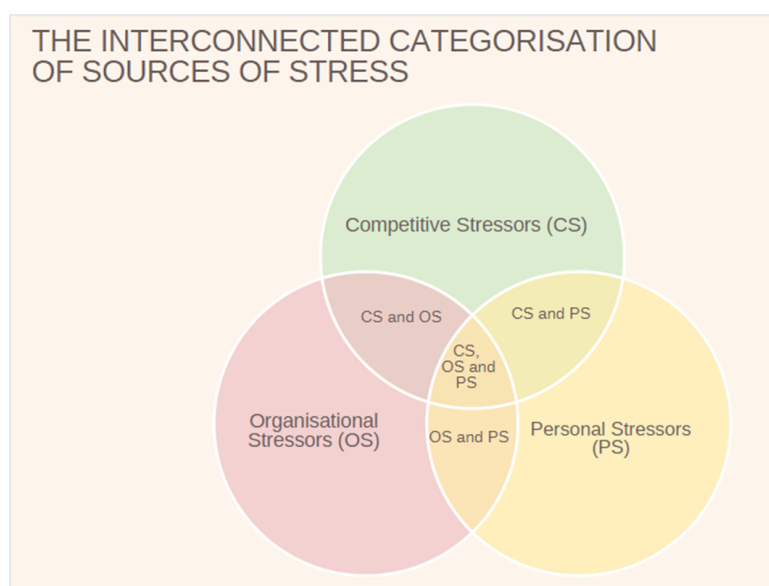 THE INTERCONNECTED CATEGORISATION
OF SOURCES OF STRESS
Competitive Stressors (CS)
CS and OS
CS and PS
CS,
OS and
PS
Organisational
Stressors (OS)
OS and PS
Personal Stressors
(PS)